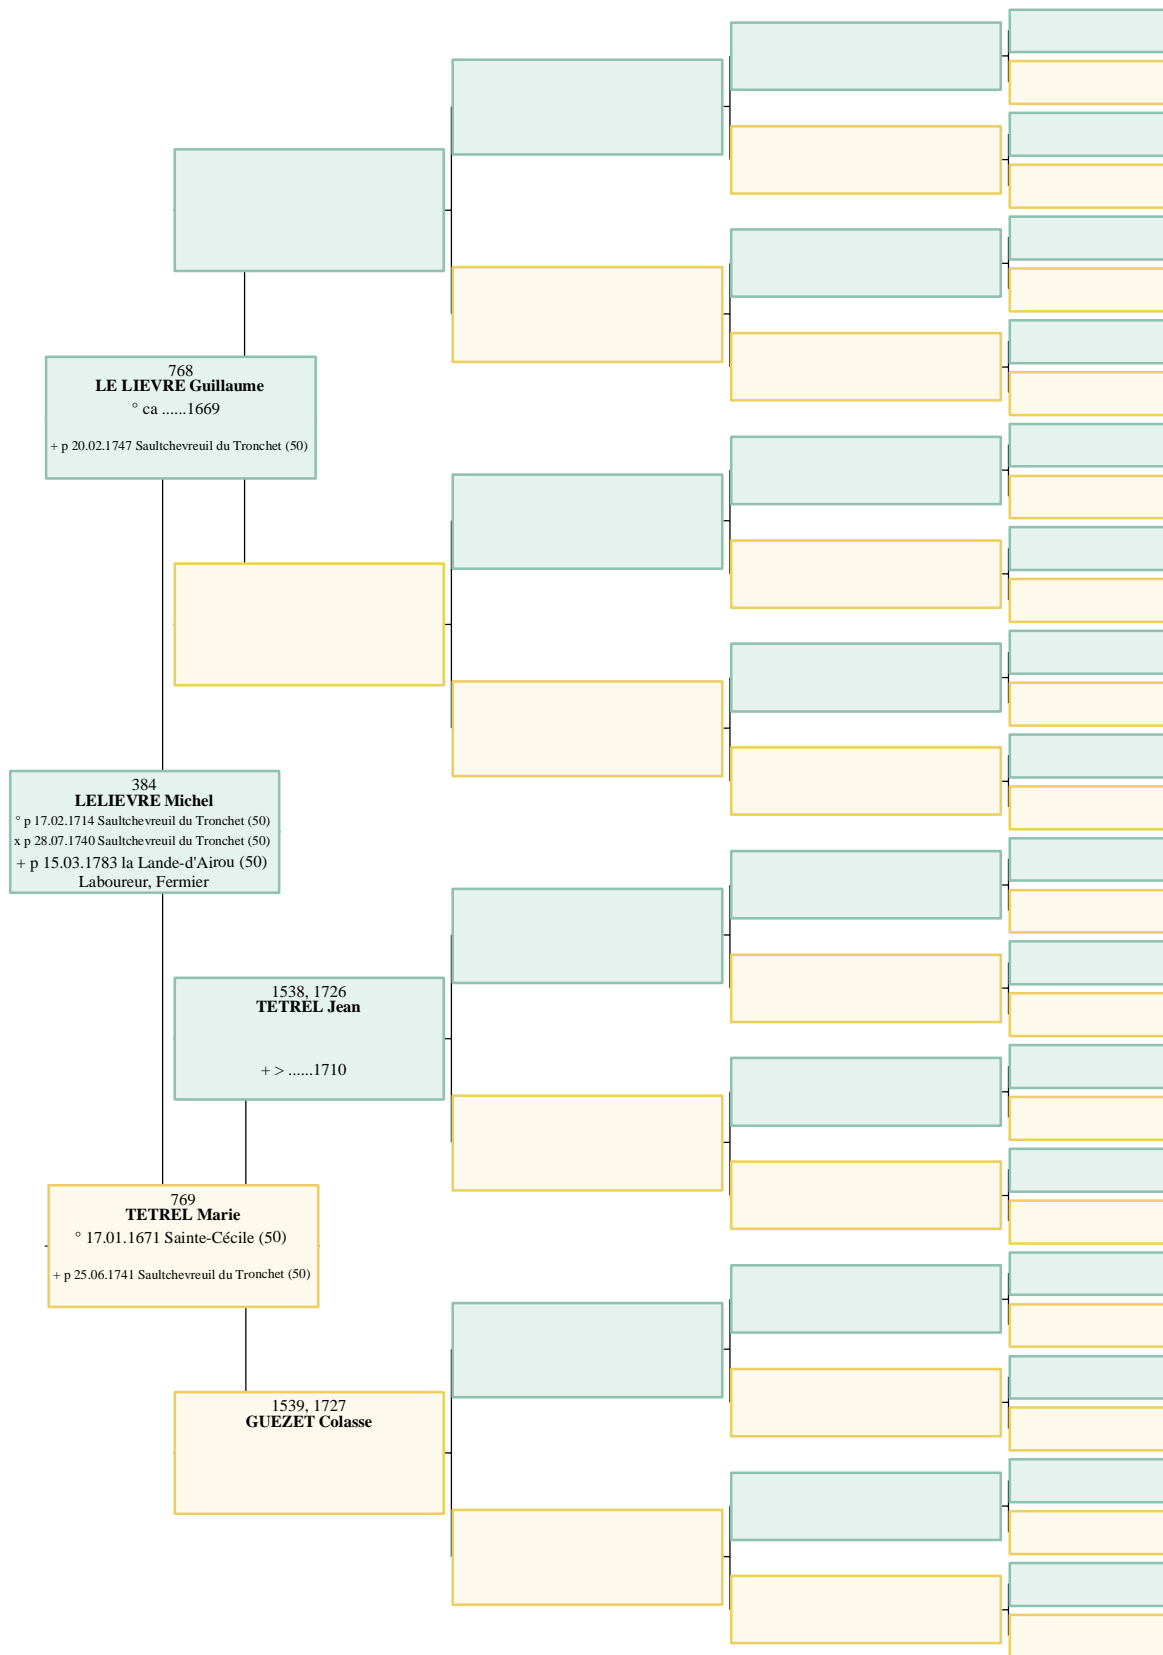 768
LE LIEVRE Guillaume
° ca ......1669
+ p 20.02.1747 Saultchevreuil du Tronchet (50)
384
LELIEVRE Michel
° p 17.02.1714 Saultchevreuil du Tronchet (50)
x p 28.07.1740 Saultchevreuil du Tronchet (50)
+ p 15.03.1783 la Lande-d'Airou (50)
Laboureur, Fermier
1538, 1726
TETREL Jean
+ > ......1710
769
TETREL Marie
° 17.01.1671 Sainte-Cécile (50)
+ p 25.06.1741 Saultchevreuil du Tronchet (50)
1539, 1727
GUEZET Colasse